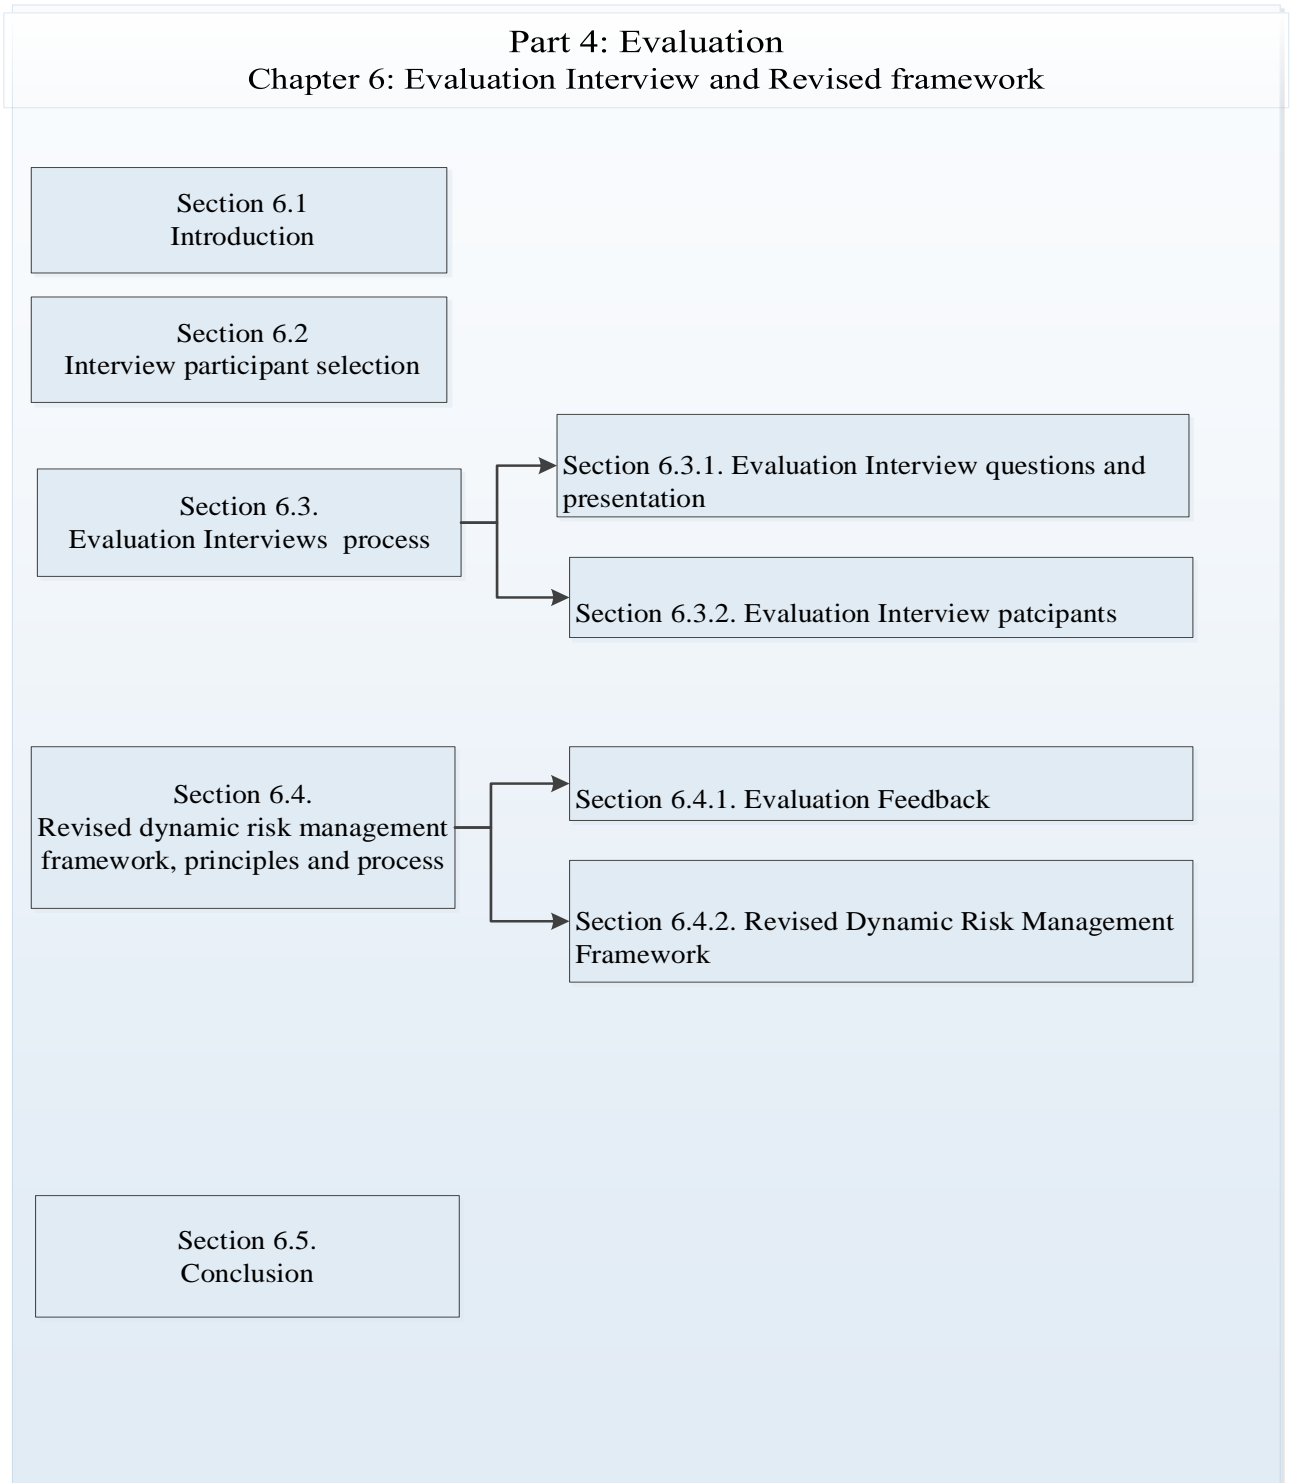 Part 4: Evaluation
Chapter 6: Evaluation Interview and Revised framework
Section 6.1
Introduction
Section 6.2
Interview participant selection
Section 6.3.
Evaluation Interviews  process
Section 6.3.1. Evaluation Interview questions and
presentation
Section 6.3.2. Evaluation Interview patcipants
Section 6.4.
Revised dynamic risk management
framework, principles and process
Section 6.4.1. Evaluation Feedback
Section 6.4.2. Revised Dynamic Risk Management
Framework
Section 6.5.
Conclusion